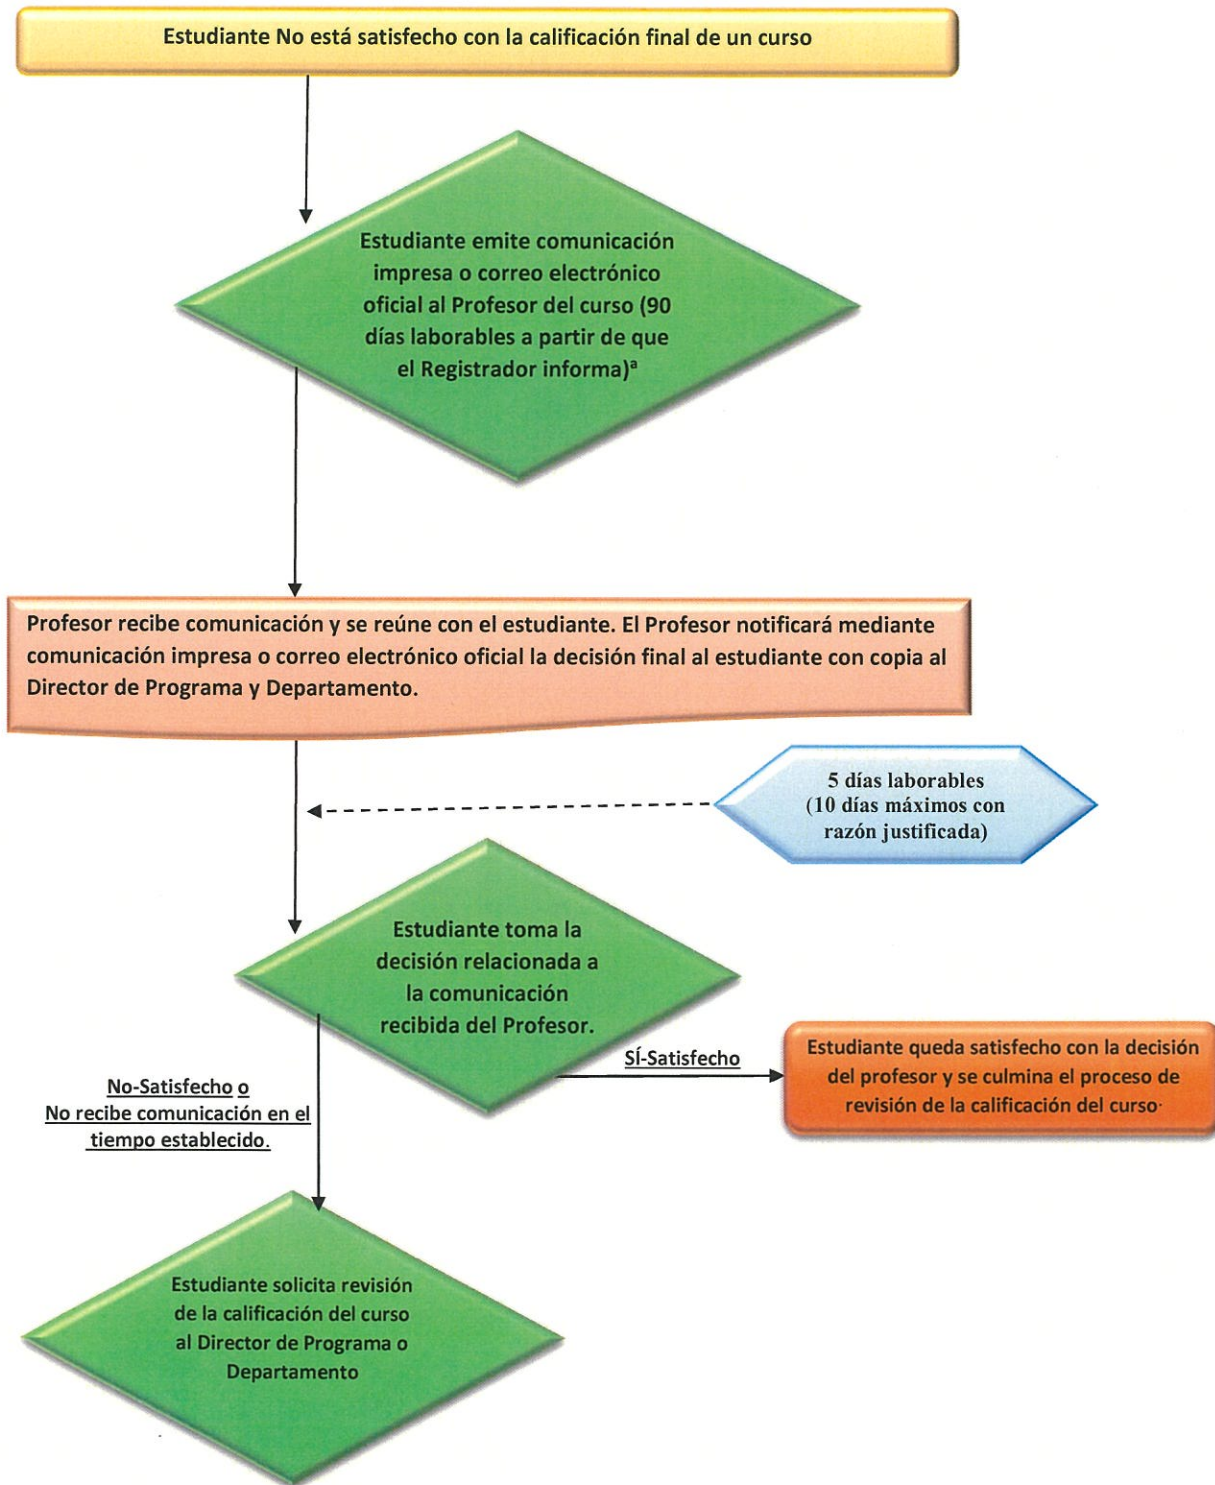 Estudiante No está satisfecho con la calificación final de un curso
Estudiante emite comunicación
impresa o correo electrónico
oficial al Profesor del curso (90
días laborables a partir de que
el Registrador informa)ª
Profesor recibe comunicación y se reúne con el estudiante. El Profesor notificará mediante
comunicación impresa o correo electrónico oficial la decisión final al estudiante con copia al
Director de Programa y Departamento.
5 días laborables
(10 días máximos con
razón justificada)
Estudiante toma la
decisión relacionada a
la comunicación
recibida del Profesor.
SÍ-Satisfecho
Estudiante queda satisfecho con la decisión
del profesor y se culmina el proceso de
revisión de la calificación del curso.
No-Satisfecho o
No recibe comunicación en el
tiempo establecido.
Estudiante solicita revisión
de la calificación del curso
al Director de Programa o
Departamento